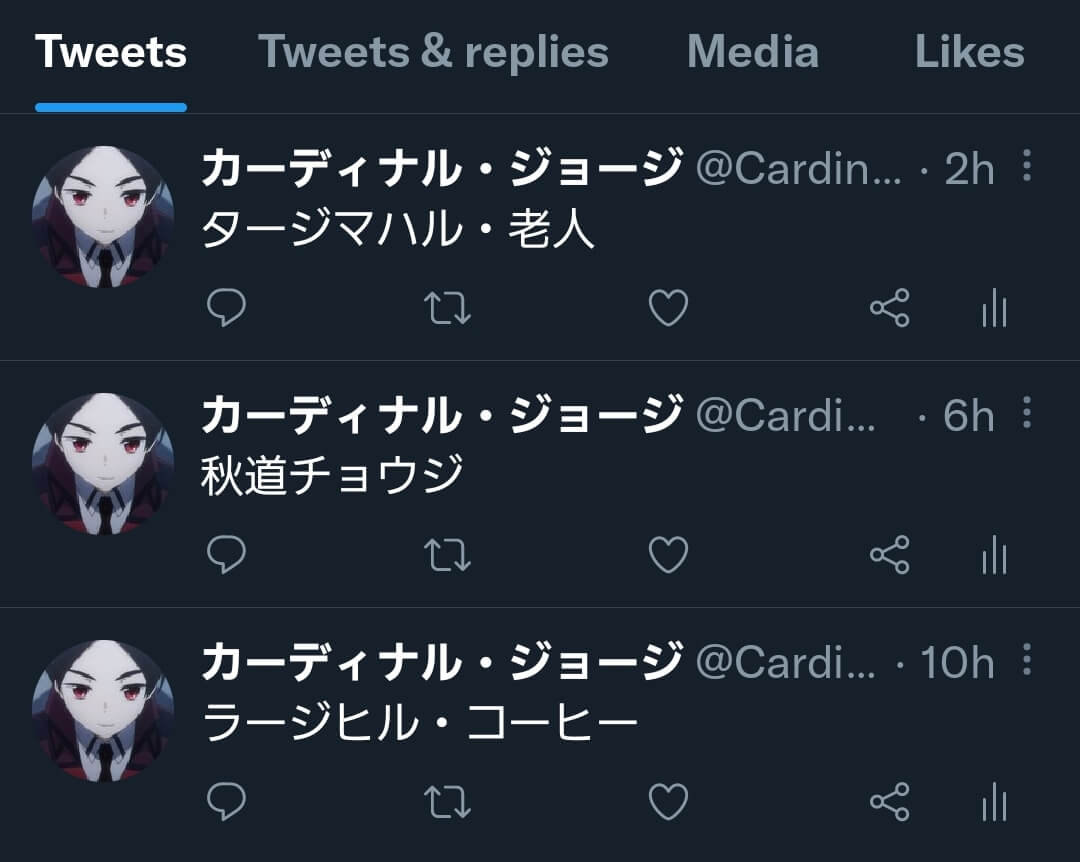 Tweets Tweets & replies Media Likes
カーディナル・ジョージ @Cardin... · 2h
タージマハル・老人
カーディナル・ジョージ @Cardi... · 6h
秋道チョウジ
カーディナル・ジョージ @Cardi... · 10h
ラージヒル・コーヒー